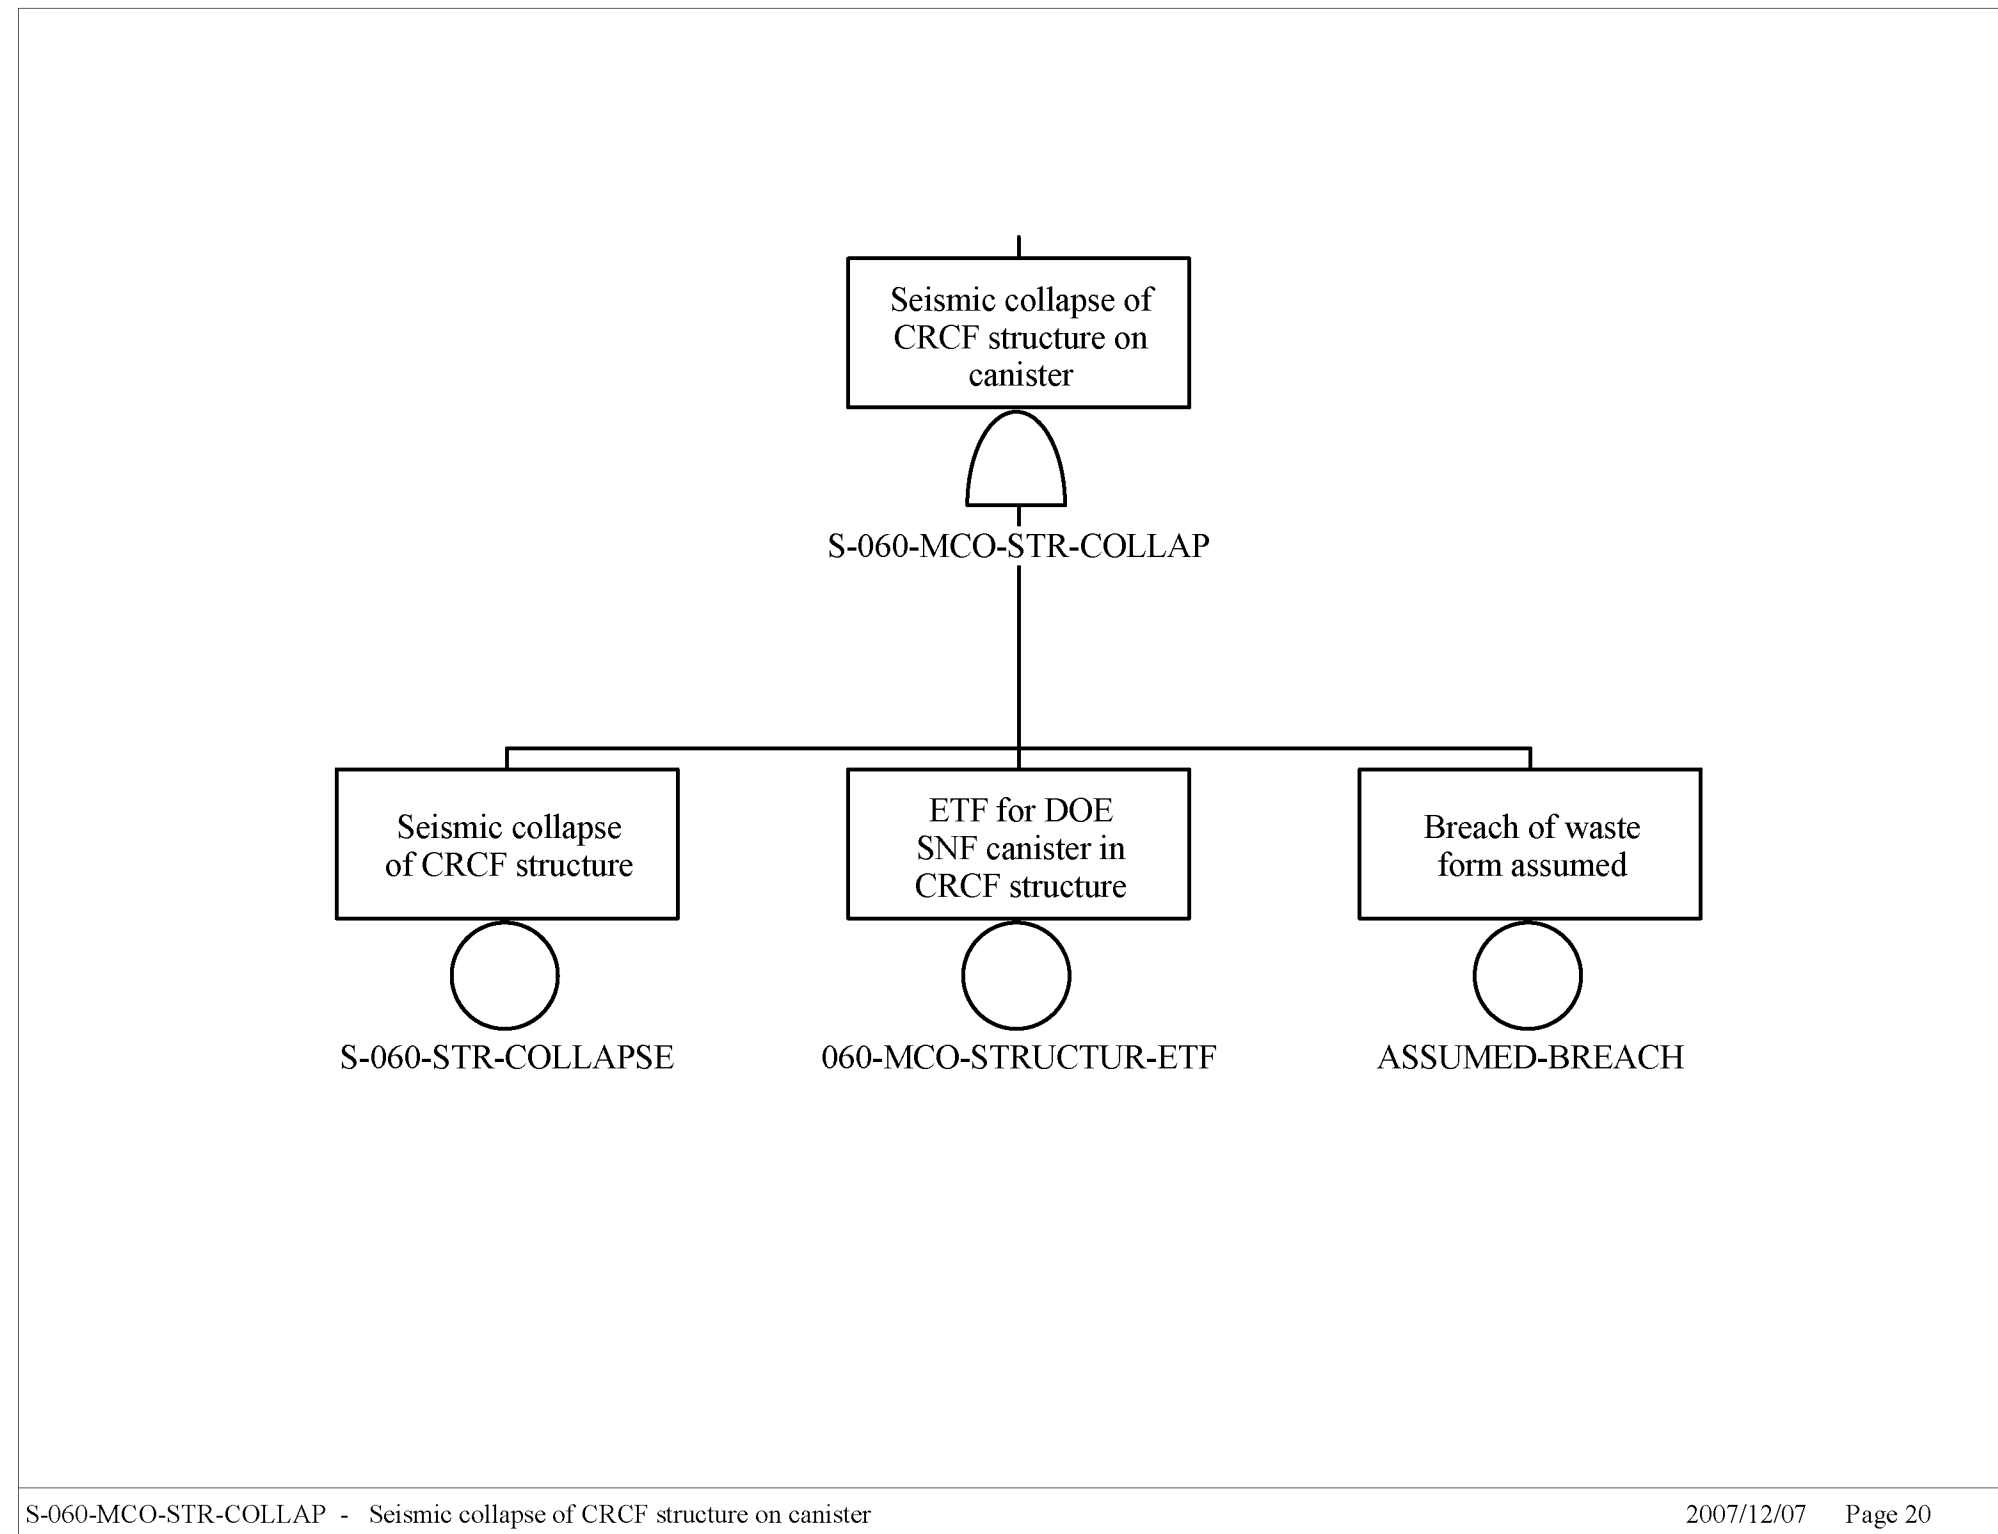 Seismic collapse of
CRCF structure on
canister
S-060-MCO-STR-COLLAP
Seismic collapse
of CRCF structure
S-060-STR-COLLAPSE
ETF for DOE
SNF canister in
CRCF structure
060-MCO-STRUCTUR-ETF
Breach of waste
form assumed
ASSUMED-BREACH
S-060-MCO-STR-COLLAP - Seismic collapse of CRCF structure on canister
2007/12/07 Page 20